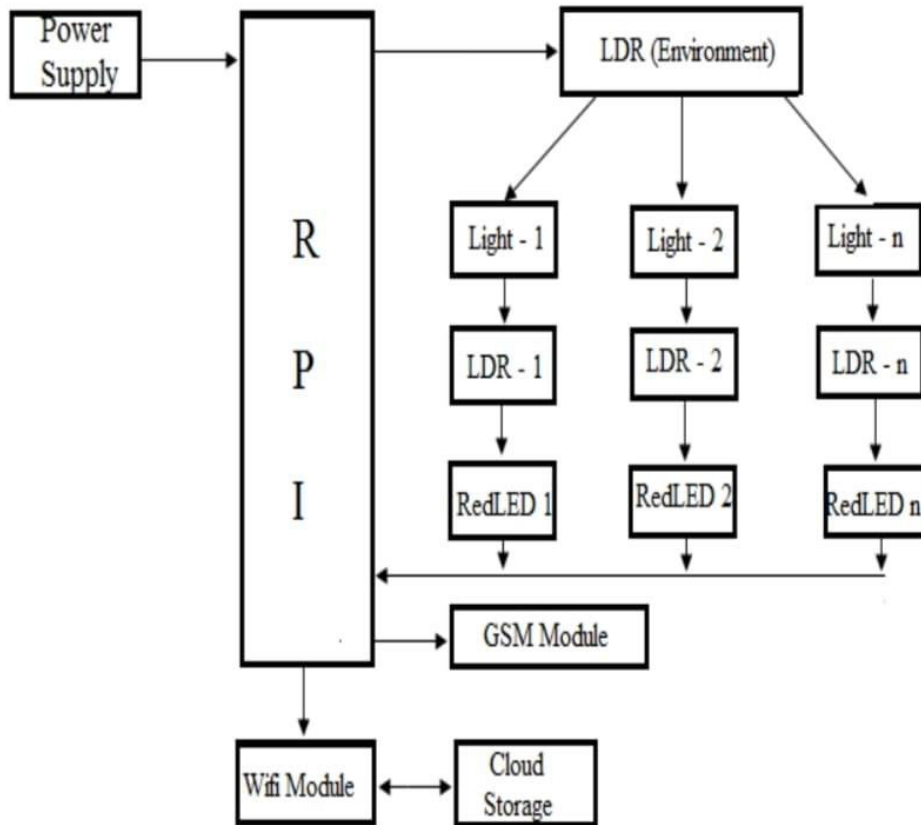 Power
Supply
LDR (Environment)
R
P
I
Light - 1
Light - 2
Light - n
LDR - 1
LDR - 2
LDR - n
RedLED 1
RedLED 2
RedLED n
GSM Module
Wifi Module
Cloud
Storage